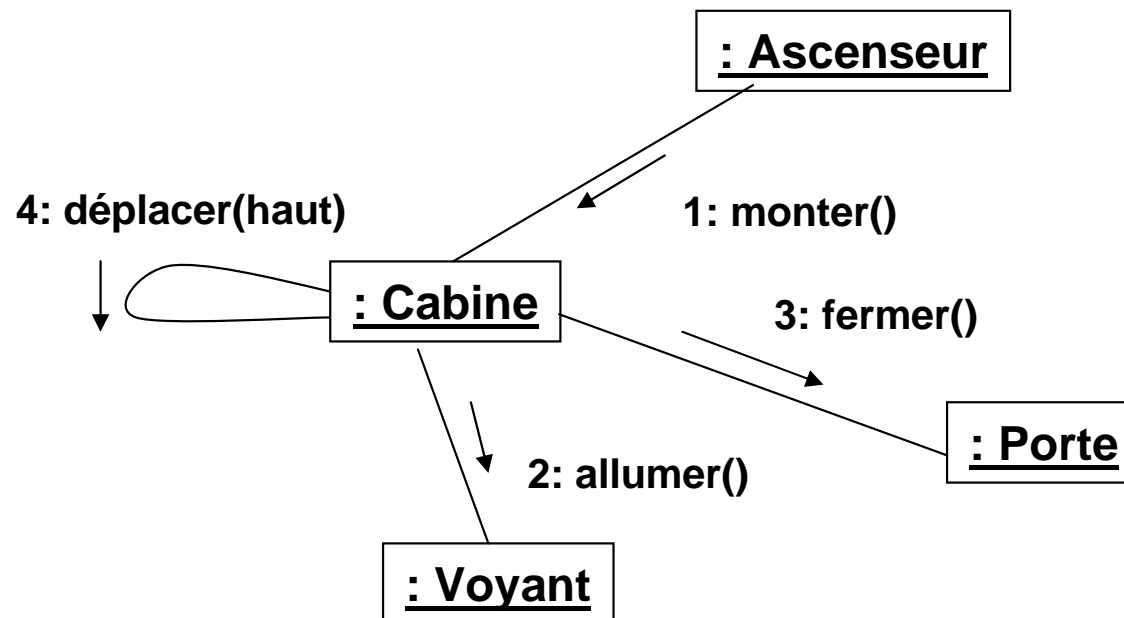 : Ascenseur
4: déplacer(haut)
1: monter()
: Cabine
3: fermer()
: Porte
2: allumer()
: Voyant